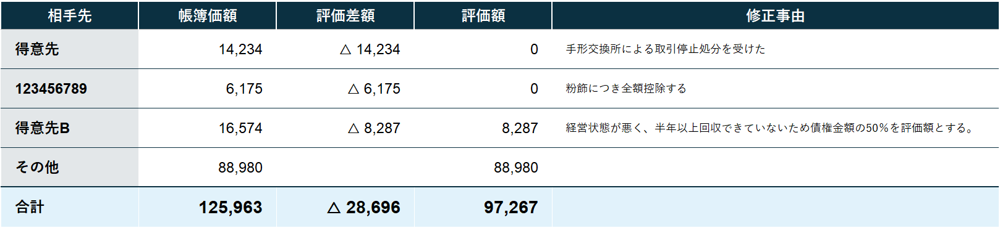 相手先 帳簿価額 評価差額 評価額 修正事由
得意先 14,234 △ 14,234 0 手形交換所による取引停止処分を受けた
123456789 6,175 △ 6,175 0 粉飾につき全額控除する
得意先B 16,574 △ 8,287 8,287 経営状態が悪く、半年以上回収できていないため債権金額の50%を評価額とする。
その他 88,980 88,980
合計 125,963 △ 28,696 97,267